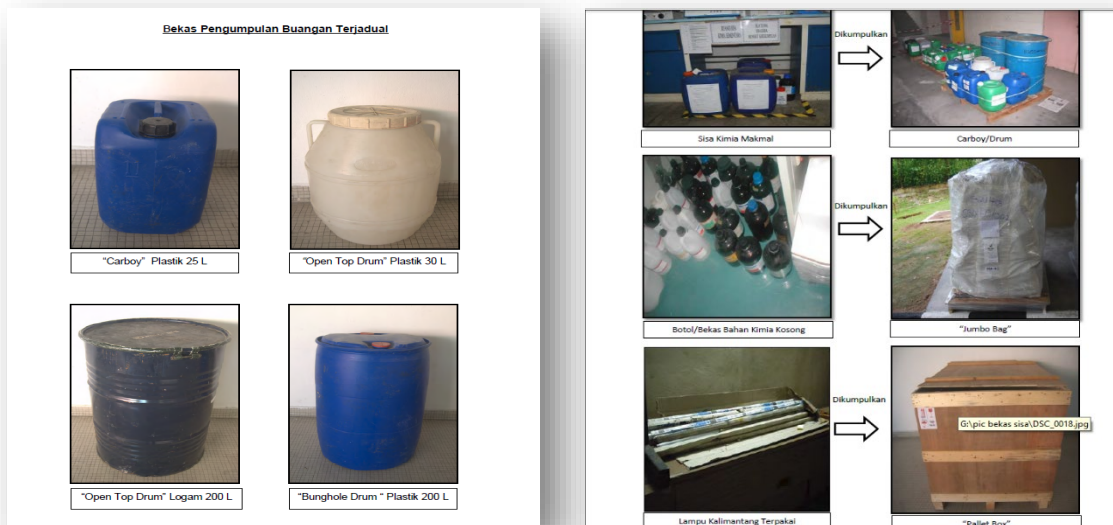 Bekas Pengumpulan Buangan Terjadual
"Carboy" Plastik 25 L
"Open Top Drum" Plastik 30 L
"Open Top Drum" Logam 200 L
"Bunghole Drum " Plastik 200 L
Dikumpulkan
Sisa Kimia Makmal
Carboy/Drum
Dikumpulkan
Botol/Bekas Bahan Kimia Kosong
"Jumbo Bag"
Dikumpulkan
G:\pic bekas sisa\DSC_0018.jpg
Lampu Kalimantang Terpakai
"Pallet Box"